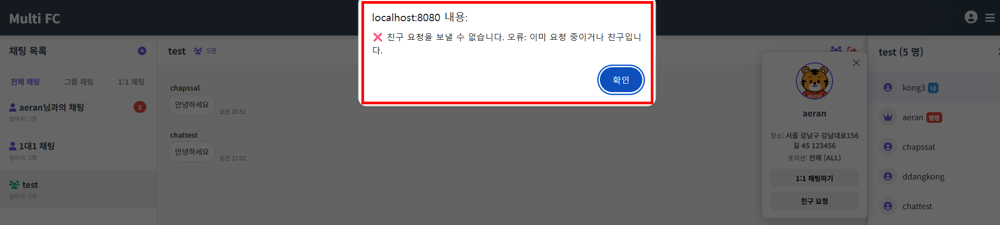 Multi FC
localhost:8080 내용:
❌ 친구 요청을 보낼 수 없습니다. 오류: 이미 요청 중이거나 친구입니
다.
확인
채팅 목록
전체 채팅 그룹 채팅 1:1 채팅
aeran님과의 채팅 2
참여자: 2명
1대1 채팅
참여자: 2명
test
참여자: 5명
test 5명
chapssal
안녕하세요 오전 10:51
chattest
안녕하세요 오전 11:02
MULTIFC
aeran
장소: 서울 강남구 강남대로156
길 45 123456
포지션: 전체 (ALL)
1:1 채팅하기
친구 요청
test (5 명)
kong3 나
aeran 방장
chapssal
ddangkong
chattest